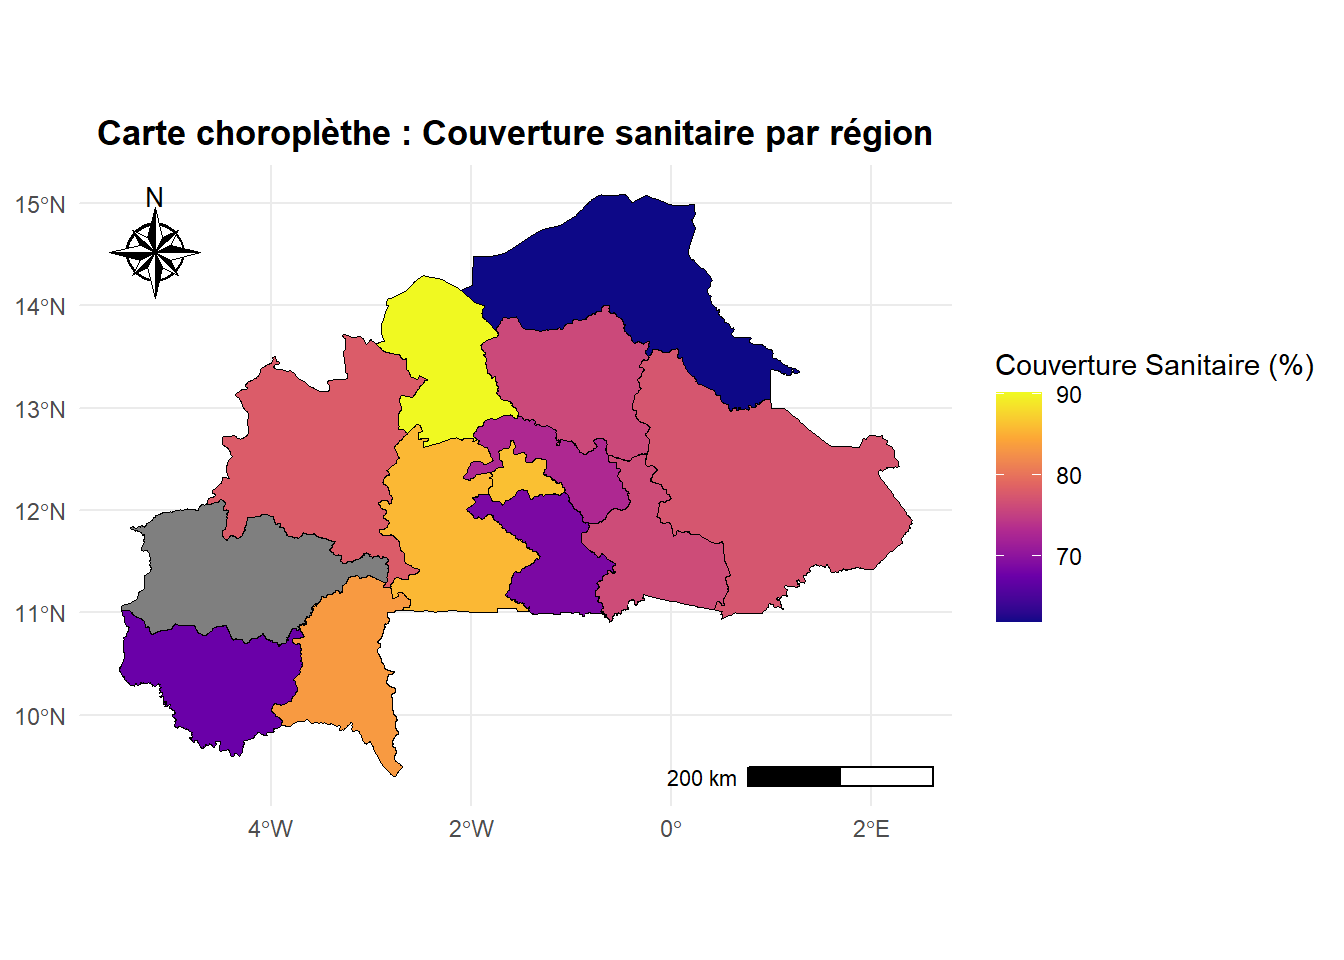 Carte choroplèthe : Couverture sanitaire par région
N
15°N
14°N
13°N
12°N
11°N
10°N
4°W
2°W
0°
2°E
200 km
Couverture Sanitaire (%)
90
80
70